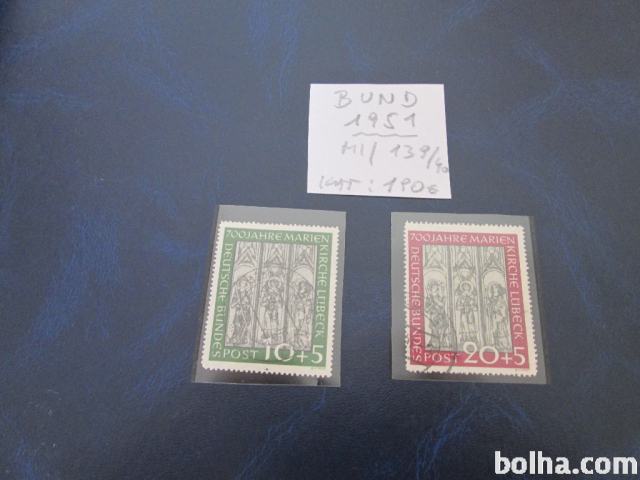 BUND
1951
MI/ 139/40
KAT: 190€
700 JAHRE MARIEN
KIRCHE LÜBECK
DEUTSCHE BUNDES
POST 10+5
700 JAHRE MARIEN
KIRCHE LÜBECK
DEUTSCHE BUNDES
POST 20+5
bolha.com